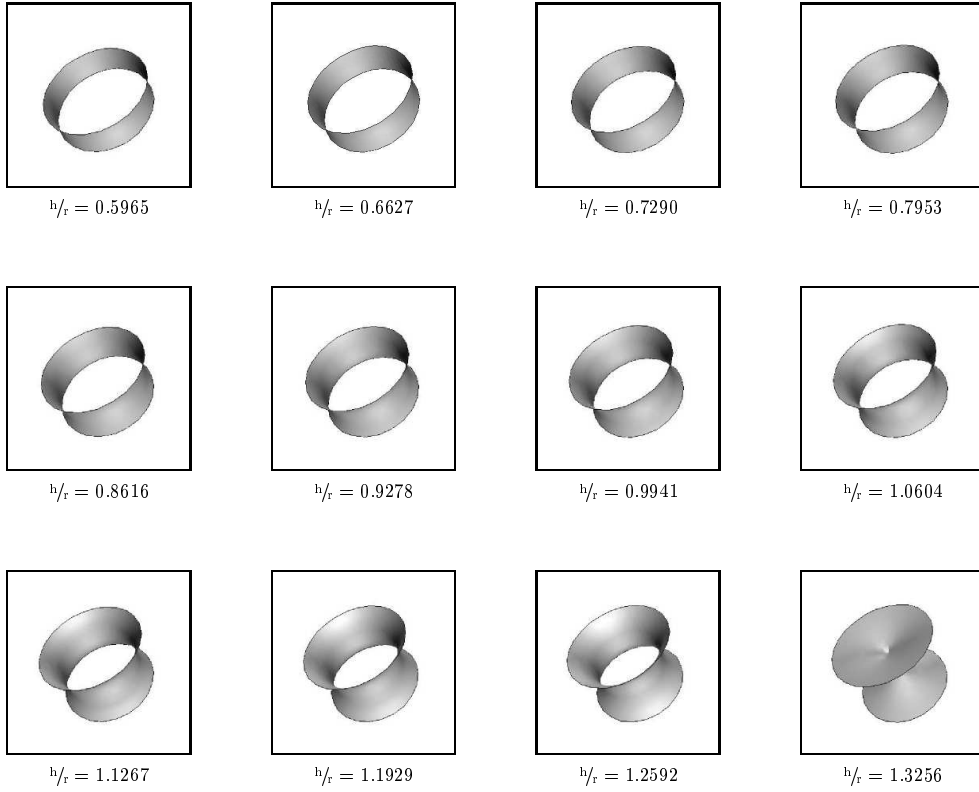 h/r = 0.5965 h/r = 0.6627 h/r = 0.7290 h/r = 0.7953
h/r = 0.8616 h/r = 0.9278 h/r = 0.9941 h/r = 1.0604
h/r = 1.1267 h/r = 1.1929 h/r = 1.2592 h/r = 1.3256